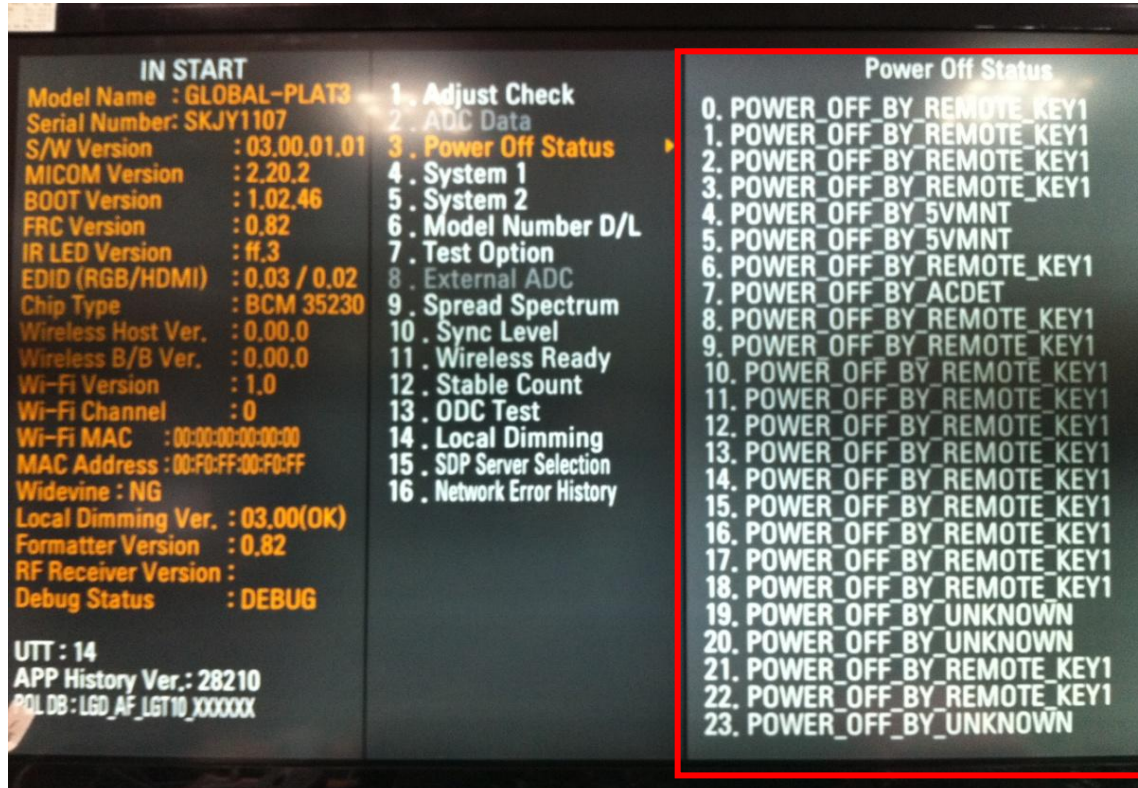 IN START
Model Name : GLOBAL-PLAT3
Serial Number: SKJY1107
S/W Version : 03.00.01.01
MICOM Version : 2.20.2
BOOT Version : 1.02.46
FRC Version : 0.82
IR LED Version : ff.3
EDID (RGB/HDMI) : 0.03 / 0.02
Chip Type : BCM 35230
Wireless Host Ver. : 0.00.0
Wireless B/B Ver. : 0.00.0
Wi-Fi Version : 1.0
Wi-Fi Channel : 0
Wi-Fi MAC : 00:00:00:00:00:00
MAC Address : 00:F0:FF:00:F0:FF
Widevine : NG
Local Dimming Ver. : 03.00(OK)
Formatter Version : 0.82
RF Receiver Version :
Debug Status : DEBUG
UTT : 14
APP History Ver.: 28210
PQL DB : LGD_AF_LGT10_XXXXXX
1 . Adjust Check
2 . ADC Data
3 . Power Off Status
4 . System 1
5 . System 2
6 . Model Number D/L
7 . Test Option
8 . External ADC
9 . Spread Spectrum
10 . Sync Level
11 . Wireless Ready
12 . Stable Count
13 . ODC Test
14 . Local Dimming
15 . SDP Server Selection
16 . Network Error History
Power Off Status
0. POWER_OFF_BY_REMOTE_KEY1
1. POWER_OFF_BY_REMOTE_KEY1
2. POWER_OFF_BY_REMOTE_KEY1
3. POWER_OFF_BY_REMOTE_KEY1
4. POWER_OFF_BY_5VMNT
5. POWER_OFF_BY_5VMNT
6. POWER_OFF_BY_REMOTE_KEY1
7. POWER_OFF_BY_ACDET
8. POWER_OFF_BY_REMOTE_KEY1
9. POWER_OFF_BY_REMOTE_KEY1
10. POWER_OFF_BY_REMOTE_KEY1
11. POWER_OFF_BY_REMOTE_KEY1
12. POWER_OFF_BY_REMOTE_KEY1
13. POWER_OFF_BY_REMOTE_KEY1
14. POWER_OFF_BY_REMOTE_KEY1
15. POWER_OFF_BY_REMOTE_KEY1
16. POWER_OFF_BY_REMOTE_KEY1
17. POWER_OFF_BY_REMOTE_KEY1
18. POWER_OFF_BY_REMOTE_KEY1
19. POWER_OFF_BY_UNKNOWN
20. POWER_OFF_BY_UNKNOWN
21. POWER_OFF_BY_REMOTE_KEY1
22. POWER_OFF_BY_REMOTE_KEY1
23. POWER_OFF_BY_UNKNOWN